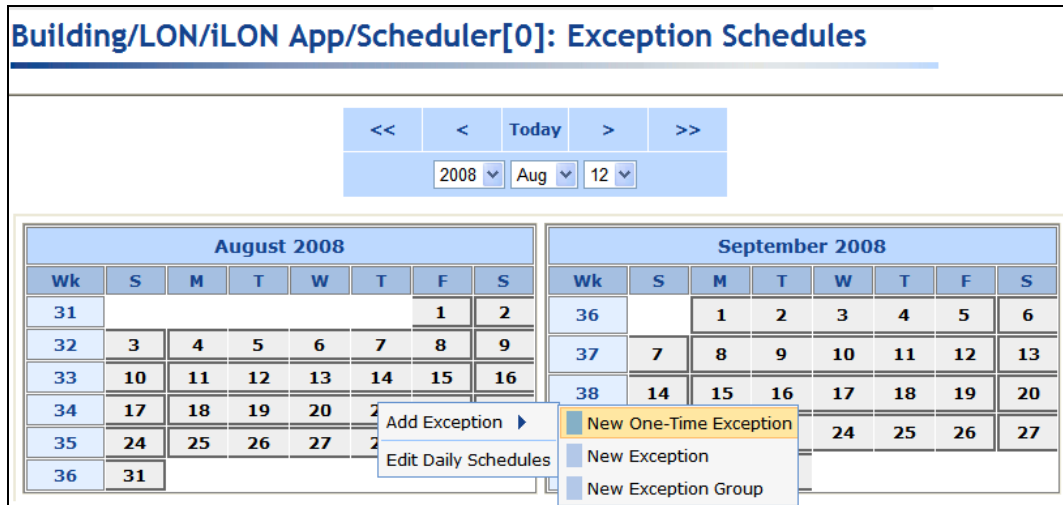 Building/LON/iLON App/Scheduler[0]: Exception Schedules
<< < Today > >>
2008 Aug 12
August 2008
Wk S M T W T F S
31 1 2
32 3 4 5 6 7 8 9
33 10 11 12 13 14 15 16
34 17 18 19 20
35 24 25 26 27
36 31
Add Exception
Edit Daily Schedules
New One-Time Exception
New Exception
New Exception Group
September 2008
Wk S M T W T F S
36 1 2 3 4 5 6
37 7 8 9 10 11 12 13
38 14 15 16 17 18 19 20
24 25 26 27